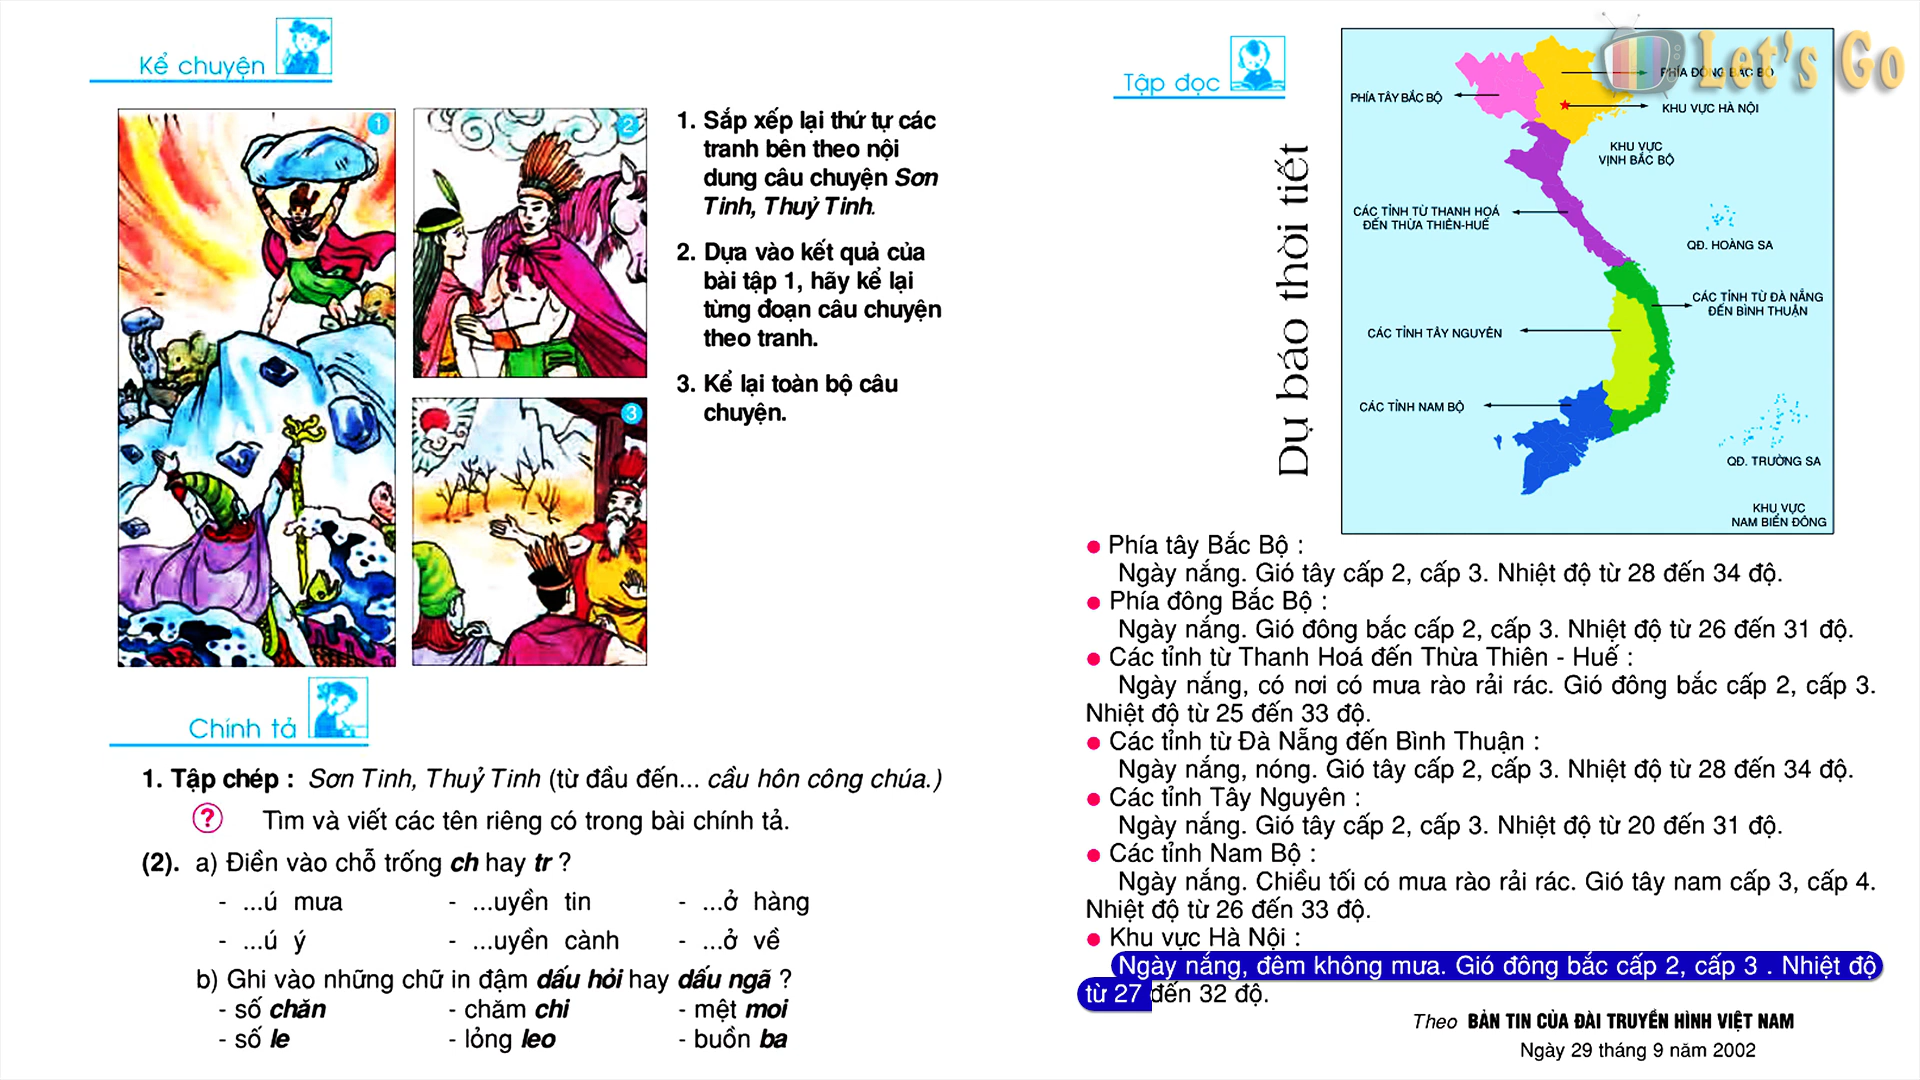 Kể chuyện
1
2
3
1. Sắp xếp lại thứ tự các
tranh bên theo nội
dung câu chuyện Sơn
Tinh, Thuỷ Tinh.
2. Dựa vào kết quả của
bài tập 1, hãy kể lại
từng đoạn câu chuyện
theo tranh.
3. Kể lại toàn bộ câu
chuyện.
Chính tả
1. Tập chép : Sơn Tinh, Thuỷ Tinh (từ đầu đến... cầu hôn công chúa.)
? Tìm và viết các tên riêng có trong bài chính tả.
(2). a) Điền vào chỗ trống ch hay tr ?
- ...ú mưa - ...uyền tin - ...ở hàng
- ...ú ý - ...uyền cành - ...ở về
b) Ghi vào những chữ in đậm dấu hỏi hay dấu ngã ?
- số chăn - chăm chi - mệt moi
- số le - lỏng leo - buồn ba
Tập đọc
Dự báo thời tiết
Let's Go
PHÍA ĐÔNG BẮC BỘ
PHÍA TÂY BẮC BỘ
KHU VỰC HÀ NỘI
KHU VỰC
VỊNH BẮC BỘ
CÁC TỈNH TỪ THANH HOÁ
ĐẾN THỪA THIÊN-HUẾ
QĐ. HOÀNG SA
CÁC TỈNH TỪ ĐÀ NẴNG
ĐẾN BÌNH THUẬN
CÁC TỈNH TÂY NGUYÊN
CÁC TỈNH NAM BỘ
QĐ. TRƯỜNG SA
KHU VỰC
NAM BIỂN ĐÔNG
● Phía tây Bắc Bộ :
Ngày nắng. Gió tây cấp 2, cấp 3. Nhiệt độ từ 28 đến 34 độ.
● Phía đông Bắc Bộ :
Ngày nắng. Gió đông bắc cấp 2, cấp 3. Nhiệt độ từ 26 đến 31 độ.
● Các tỉnh từ Thanh Hoá đến Thừa Thiên - Huế :
Ngày nắng, có nơi có mưa rào rải rác. Gió đông bắc cấp 2, cấp 3.
Nhiệt độ từ 25 đến 33 độ.
● Các tỉnh từ Đà Nẵng đến Bình Thuận :
Ngày nắng, nóng. Gió tây cấp 2, cấp 3. Nhiệt độ từ 28 đến 34 độ.
● Các tỉnh Tây Nguyên :
Ngày nắng. Gió tây cấp 2, cấp 3. Nhiệt độ từ 20 đến 31 độ.
● Các tỉnh Nam Bộ :
Ngày nắng. Chiều tối có mưa rào rải rác. Gió tây nam cấp 3, cấp 4.
Nhiệt độ từ 26 đến 33 độ.
● Khu vực Hà Nội :
Ngày nắng, đêm không mưa. Gió đông bắc cấp 2, cấp 3 . Nhiệt độ
từ 27 đến 32 độ.
Theo BẢN TIN CỦA ĐÀI TRUYỀN HÌNH VIỆT NAM
Ngày 29 tháng 9 năm 2002